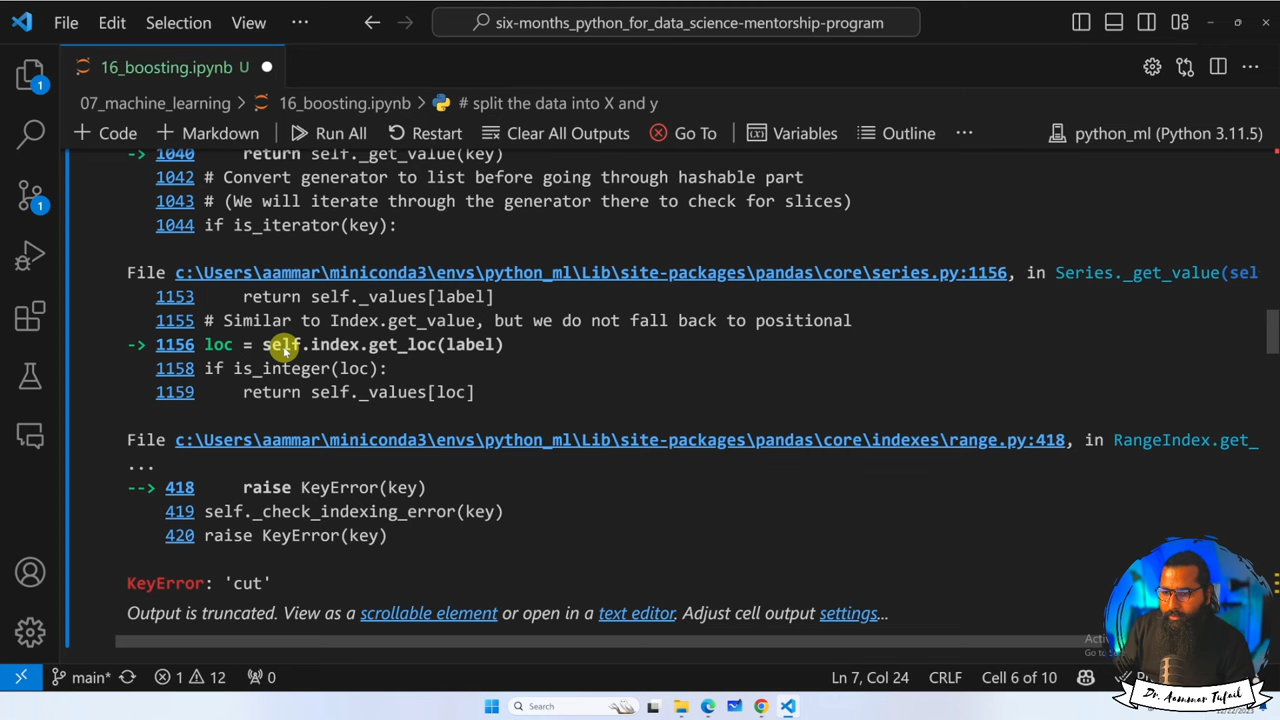 File Edit Selection View ··· six-months_python_for_data_science-mentorship-program
16_boosting.ipynb U
07_machine_learning > 16_boosting.ipynb > # split the data into X and y
+ Code + Markdown Run All Restart Clear All Outputs Go To Variables Outline ··· python_ml (Python 3.11.5)
-> 1040 return self._get_value(key)
1042 # Convert generator to list before going through hashable part
1043 # (We will iterate through the generator there to check for slices)
1044 if is_iterator(key):
File c:\Users\aammar\miniconda3\envs\python_ml\Lib\site-packages\pandas\core\series.py:1156, in Series._get_value(sel
1153 return self._values[label]
1155 # Similar to Index.get_value, but we do not fall back to positional
-> 1156 loc = self.index.get_loc(label)
1158 if is_integer(loc):
1159 return self._values[loc]
File c:\Users\aammar\miniconda3\envs\python_ml\Lib\site-packages\pandas\core\indexes\range.py:418, in RangeIndex.get_
...
--> 418 raise KeyError(key)
419 self._check_indexing_error(key)
420 raise KeyError(key)
KeyError: 'cut'
Output is truncated. View as a scrollable element or open in a text editor. Adjust cell output settings...
1
1
main* 1 12 0 Ln 7, Col 24 CRLF Cell 6 of 10
Search
Dr. Aammar Tufail